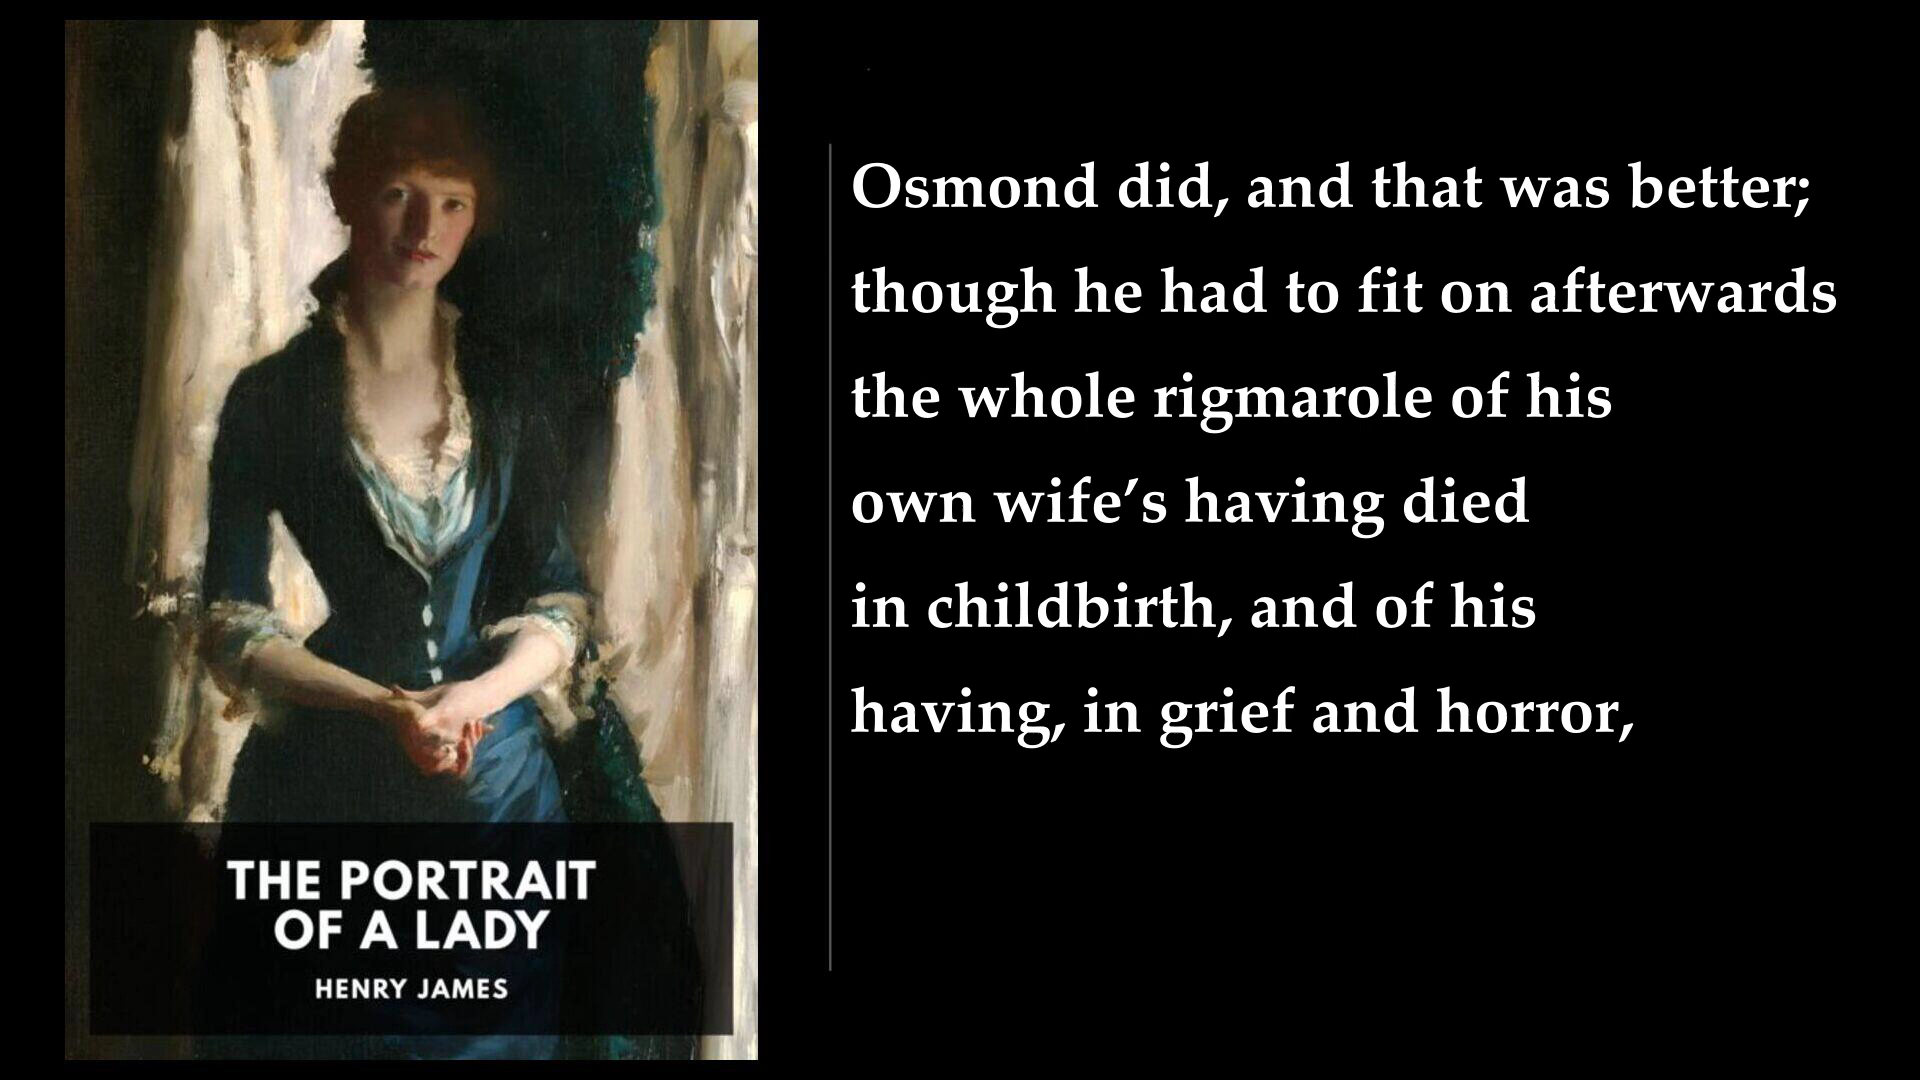 THE PORTRAIT
OF A LADY
HENRY JAMES
Osmond did, and that was better;
though he had to fit on afterwards
the whole rigmarole of his
own wife’s having died
in childbirth, and of his
having, in grief and horror,